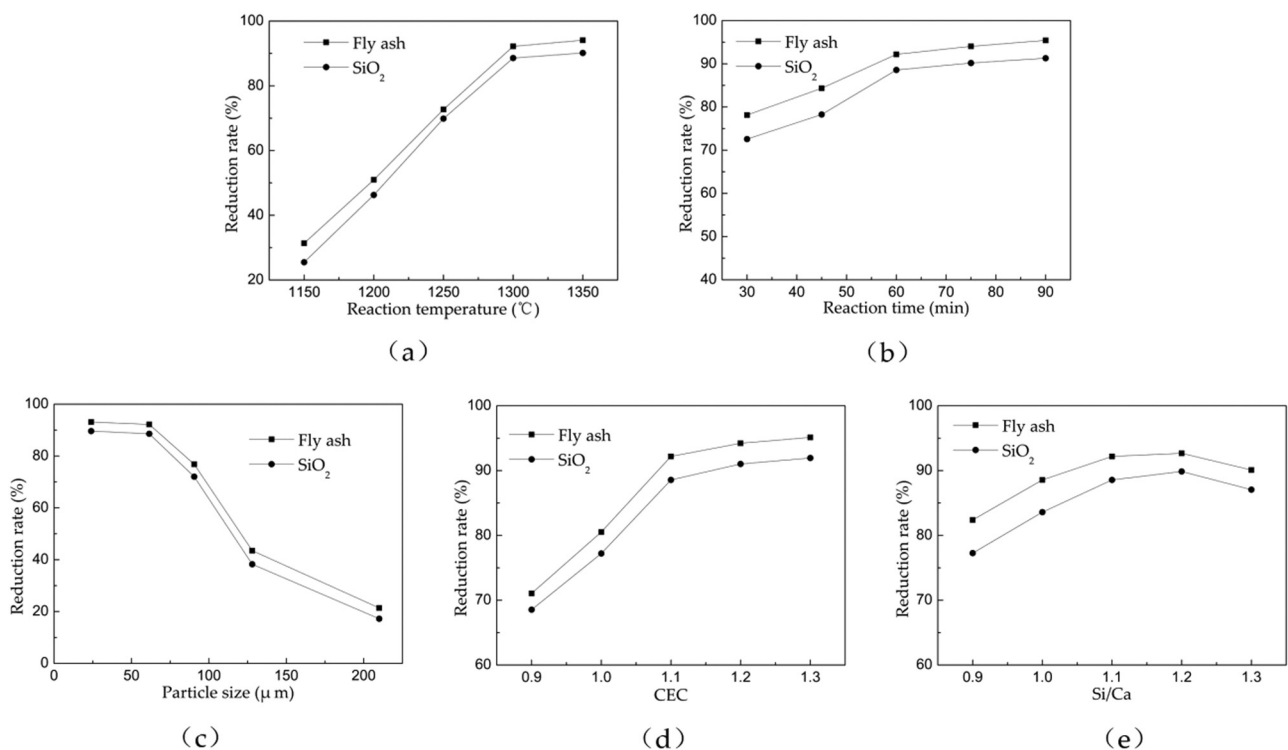 100
80
60
40
20
Reduction rate (%)
Fly ash
SiO₂
1150 1200 1250 1300 1350
Reaction temperature (℃)
（a）
100
90
80
70
60
50
40
Reduction rate (%)
Fly ash
SiO₂
30 40 50 60 70 80 90
Reaction time (min)
（b）
100
80
60
40
20
0
Reduction rate (%)
Fly ash
SiO₂
0 50 100 150 200
Particle size (μ m)
（c）
100
90
80
70
60
Reduction rate (%)
Fly ash
SiO₂
0.9 1.0 1.1 1.2 1.3
CEC
（d）
100
90
80
70
60
Reduction rate (%)
Fly ash
SiO₂
0.9 1.0 1.1 1.2 1.3
Si/Ca
（e）